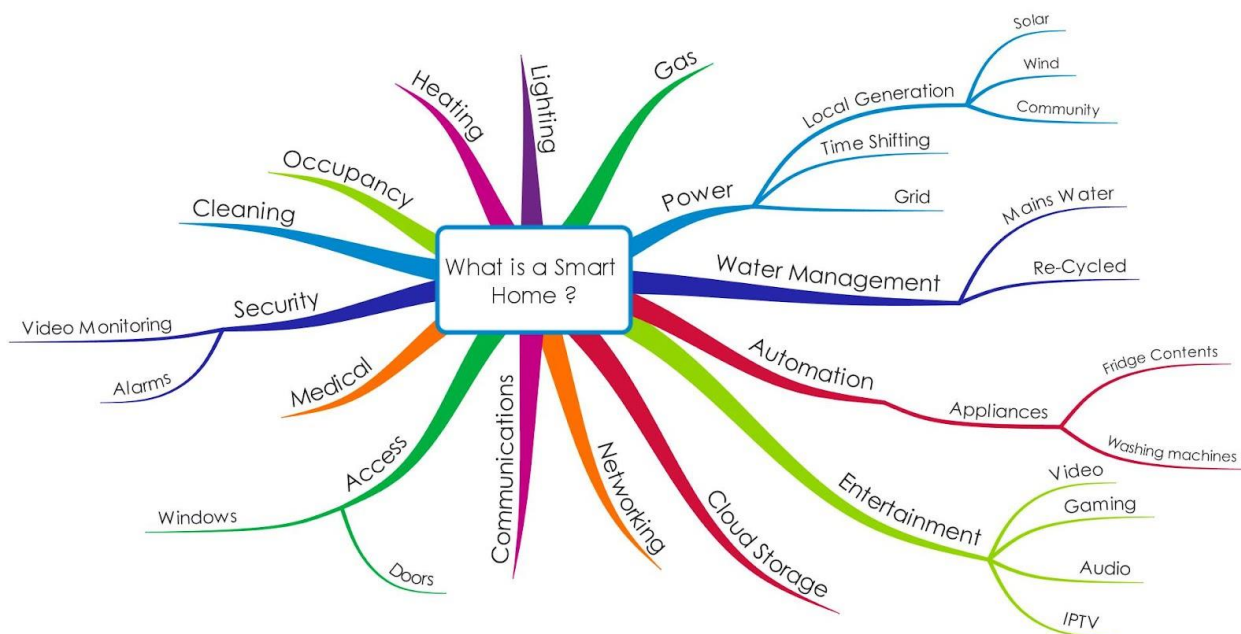 What is a Smart
Home ?
Gas
Power
Local Generation
Solar
Wind
Community
Time Shifting
Grid
Water Management
Mains Water
Re-Cycled
Automation
Appliances
Fridge Contents
Washing machines
Entertainment
Video
Gaming
Audio
IPTV
Cloud Storage
Networking
Communications
Access
Windows
Doors
Medical
Security
Video Monitoring
Alarms
Cleaning
Occupancy
Heating
Lighting